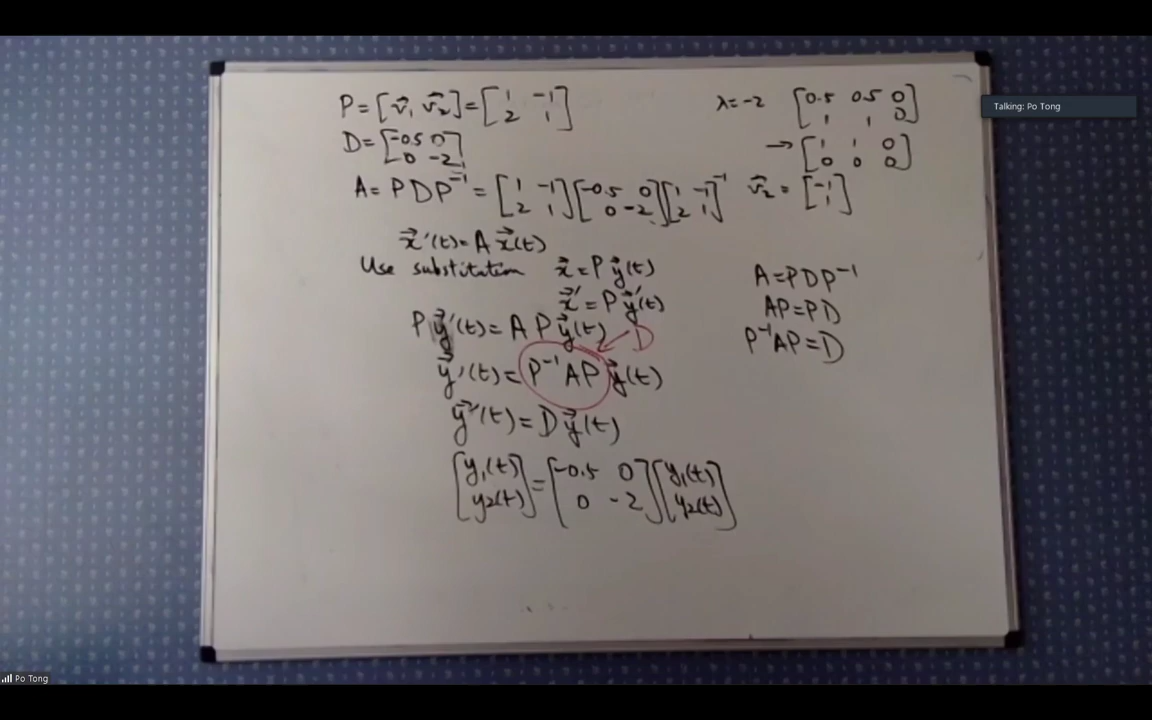 P = [v⃗₁ v⃗₂] = [1 -1; 2 1]
D = [-0.5 0; 0 -2]
A = PDP⁻¹ = [1 -1; 2 1][-0.5 0; 0 -2][1 -1; 2 1]⁻¹
x⃗'(t) = A x⃗(t)
Use substitution x⃗ = P y⃗(t)
x⃗' = P y⃗'(t)
P y⃗'(t) = A P y⃗(t)
D
y⃗'(t) = P⁻¹AP y⃗(t)
y⃗'(t) = D y⃗(t)
[y₁(t); y₂(t)] = [-0.5 0; 0 -2][y₁(t); y₂(t)]
λ = -2 [0.5 0.5 0; 1 1 0]
→ [1 1 0; 0 0 0]
v⃗₂ = [-1; 1]
A = PDP⁻¹
AP = PD
P⁻¹AP = D
Talking: Po Tong
Po Tong